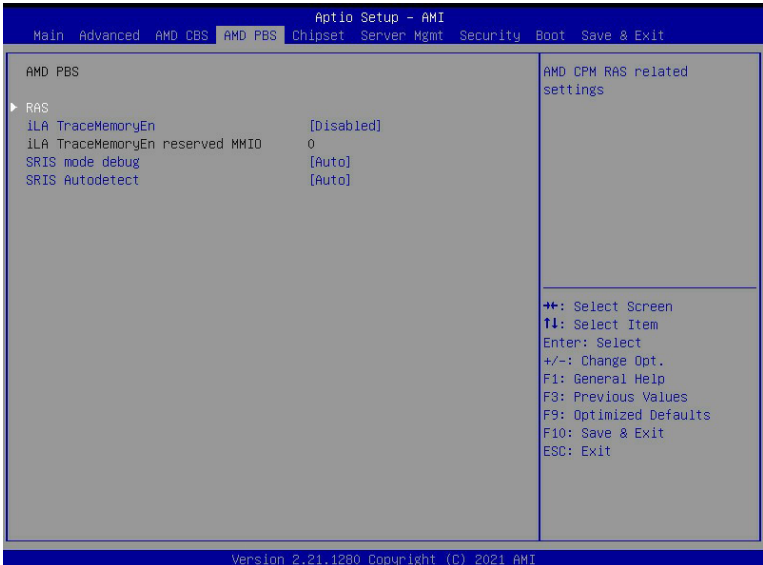 Aptio Setup – AMI
Main Advanced AMD CBS AMD PBS Chipset Server Mgmt Security Boot Save & Exit
AMD PBS
RAS
iLA TraceMemoryEn [Disabled]
iLA TraceMemoryEn reserved MMIO 0
SRIS mode debug [Auto]
SRIS Autodetect [Auto]
AMD CPM RAS related
settings
→←: Select Screen
↑↓: Select Item
Enter: Select
+/-: Change Opt.
F1: General Help
F3: Previous Values
F9: Optimized Defaults
F10: Save & Exit
ESC: Exit
Version 2.21.1280 Copyright (C) 2021 AMI